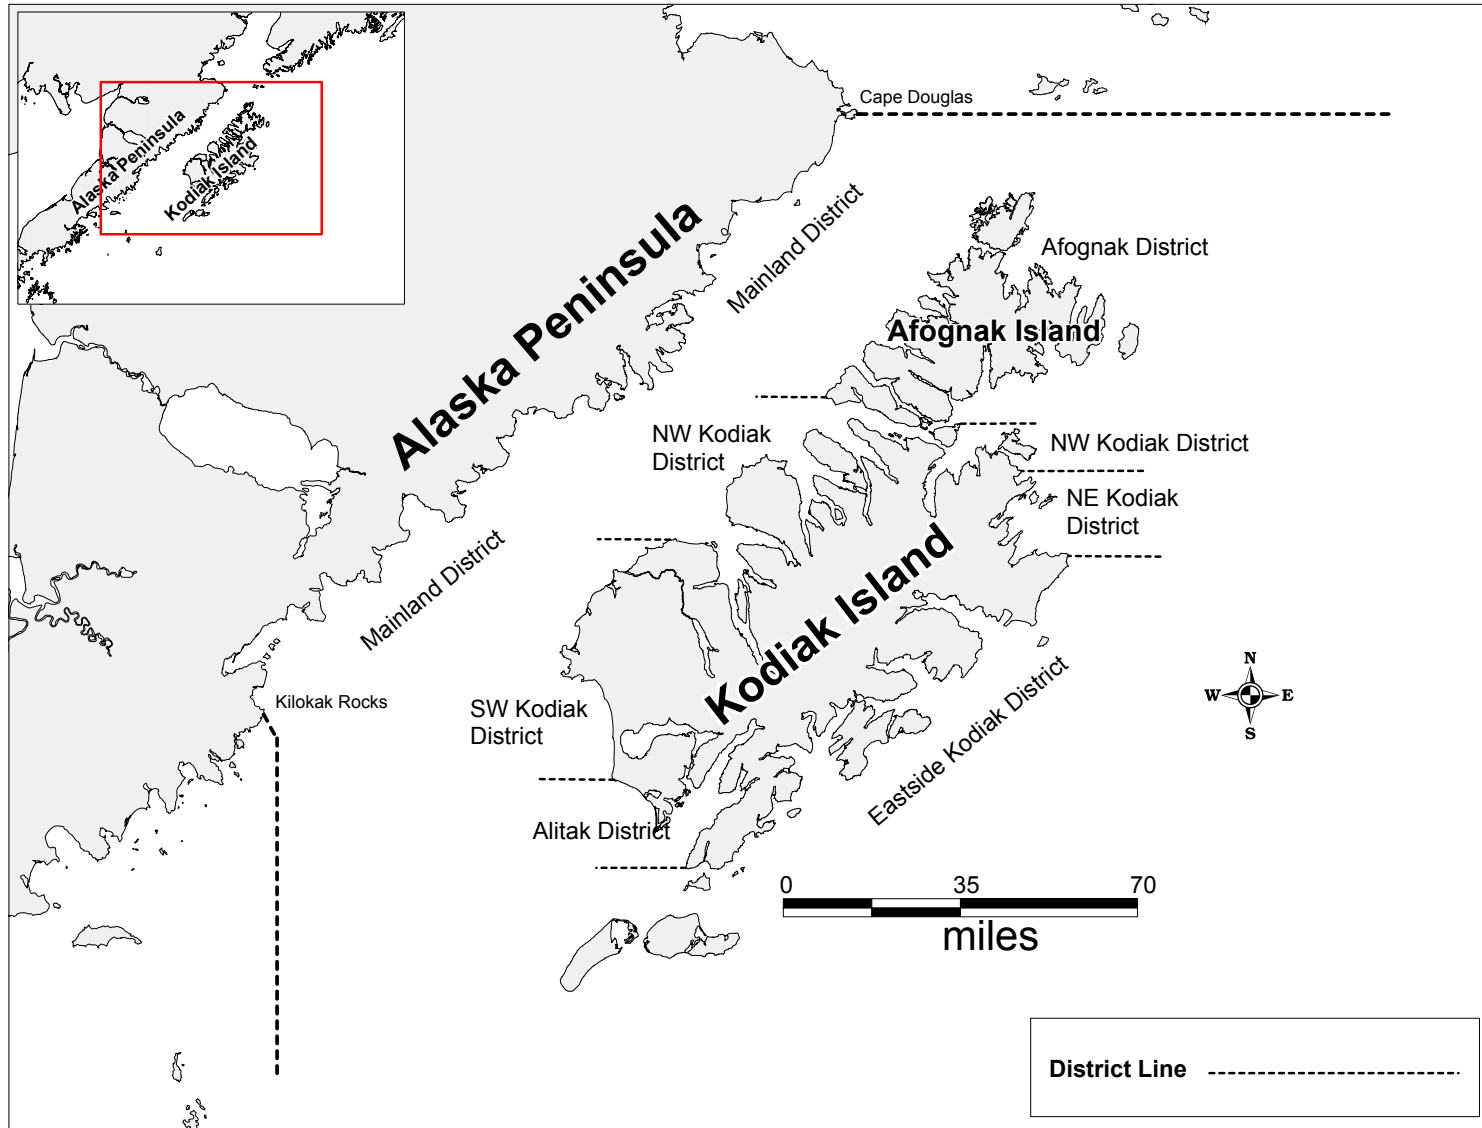 Alaska Peninsula
Kodiak Island
Cape Douglas
Mainland District
Afognak District
Afognak Island
Alaska Peninsula
NW Kodiak
District
NW Kodiak District
NE Kodiak
District
Kodiak Island
Mainland District
Kilokak Rocks
SW Kodiak
District
Eastside Kodiak District
N
W
E
S
Alitak District
0
35
70
miles
District Line